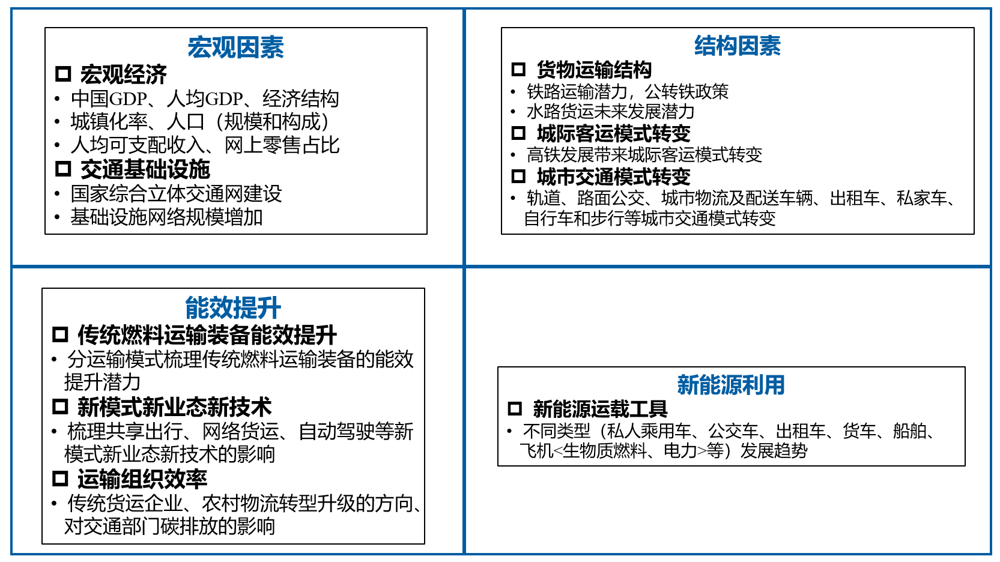 宏观因素
宏观经济
• 中国GDP、人均GDP、经济结构
• 城镇化率、人口（规模和构成）
• 人均可支配收入、网上零售占比
交通基础设施
• 国家综合立体交通网建设
• 基础设施网络规模增加
结构因素
货物运输结构
• 铁路运输潜力，公转铁政策
• 水路货运未来发展潜力
城际客运模式转变
• 高铁发展带来城际客运模式转变
城市交通模式转变
• 轨道、路面公交、城市物流及配送车辆、出租车、私家车、
自行车和步行等城市交通模式转变
能效提升
传统燃料运输装备能效提升
• 分运输模式梳理传统燃料运输装备的能效
提升潜力
新模式新业态新技术
• 梳理共享出行、网络货运、自动驾驶等新
模式新业态新技术的影响
运输组织效率
• 传统货运企业、农村物流转型升级的方向、
对交通部门碳排放的影响
新能源利用
新能源运载工具
• 不同类型（私人乘用车、公交车、出租车、货车、船舶、
飞机<生物质燃料、电力>等）发展趋势